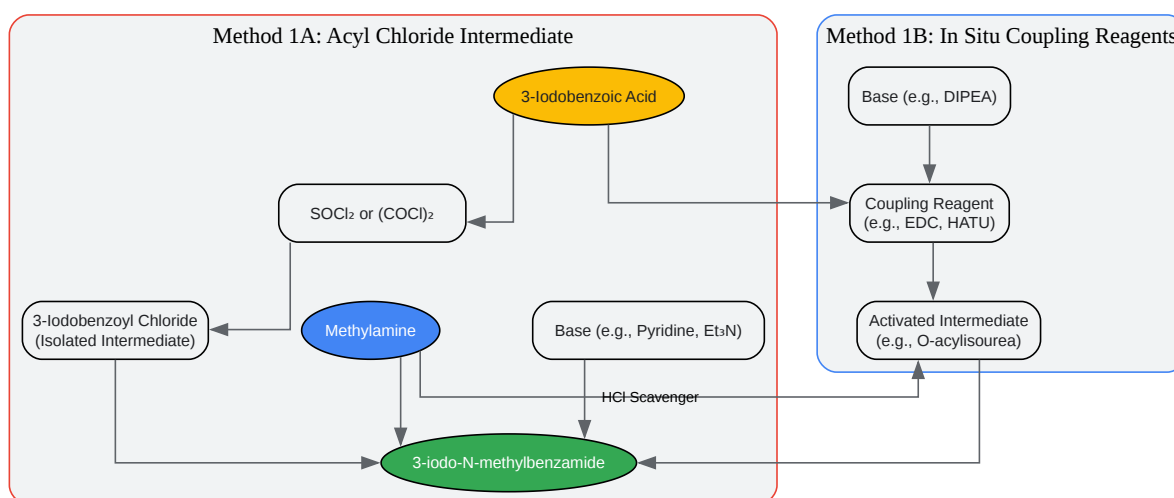 Method 1A: Acyl Chloride Intermediate
Method 1B: In Situ Coupling Reagents
3-Iodobenzoic Acid
Base (e.g., DIPEA)
SOCl₂ or (COCl)₂
Coupling Reagent
(e.g., EDC, HATU)
3-Iodobenzoyl Chloride
(Isolated Intermediate)
Methylamine
Base (e.g., Pyridine, Et₃N)
Activated Intermediate
(e.g., O-acylisourea)
HCl Scavenger
3-iodo-N-methylbenzamide